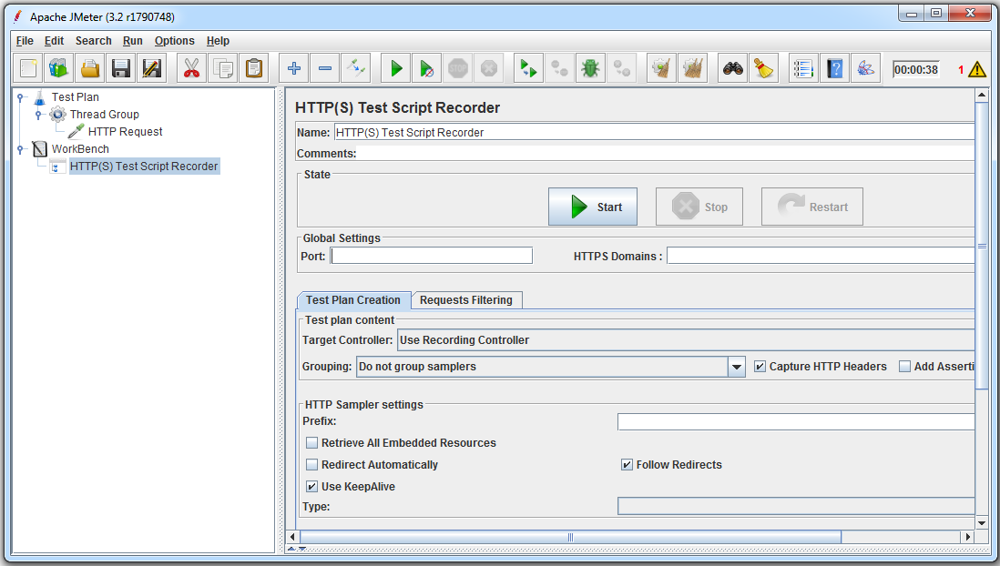 Apache JMeter (3.2 r1790748)
File Edit Search Run Options Help
STOP
?
00:00:38
1
Test Plan
Thread Group
HTTP Request
WorkBench
HTTP(S) Test Script Recorder
HTTP(S) Test Script Recorder
Name: HTTP(S) Test Script Recorder
Comments:
State
Start Stop Restart
Global Settings
Port: HTTPS Domains :
Test Plan Creation Requests Filtering
Test plan content
Target Controller: Use Recording Controller
Grouping: Do not group samplers Capture HTTP Headers Add Asserti
HTTP Sampler settings
Prefix:
Retrieve All Embedded Resources
Redirect Automatically Follow Redirects
Use KeepAlive
Type: